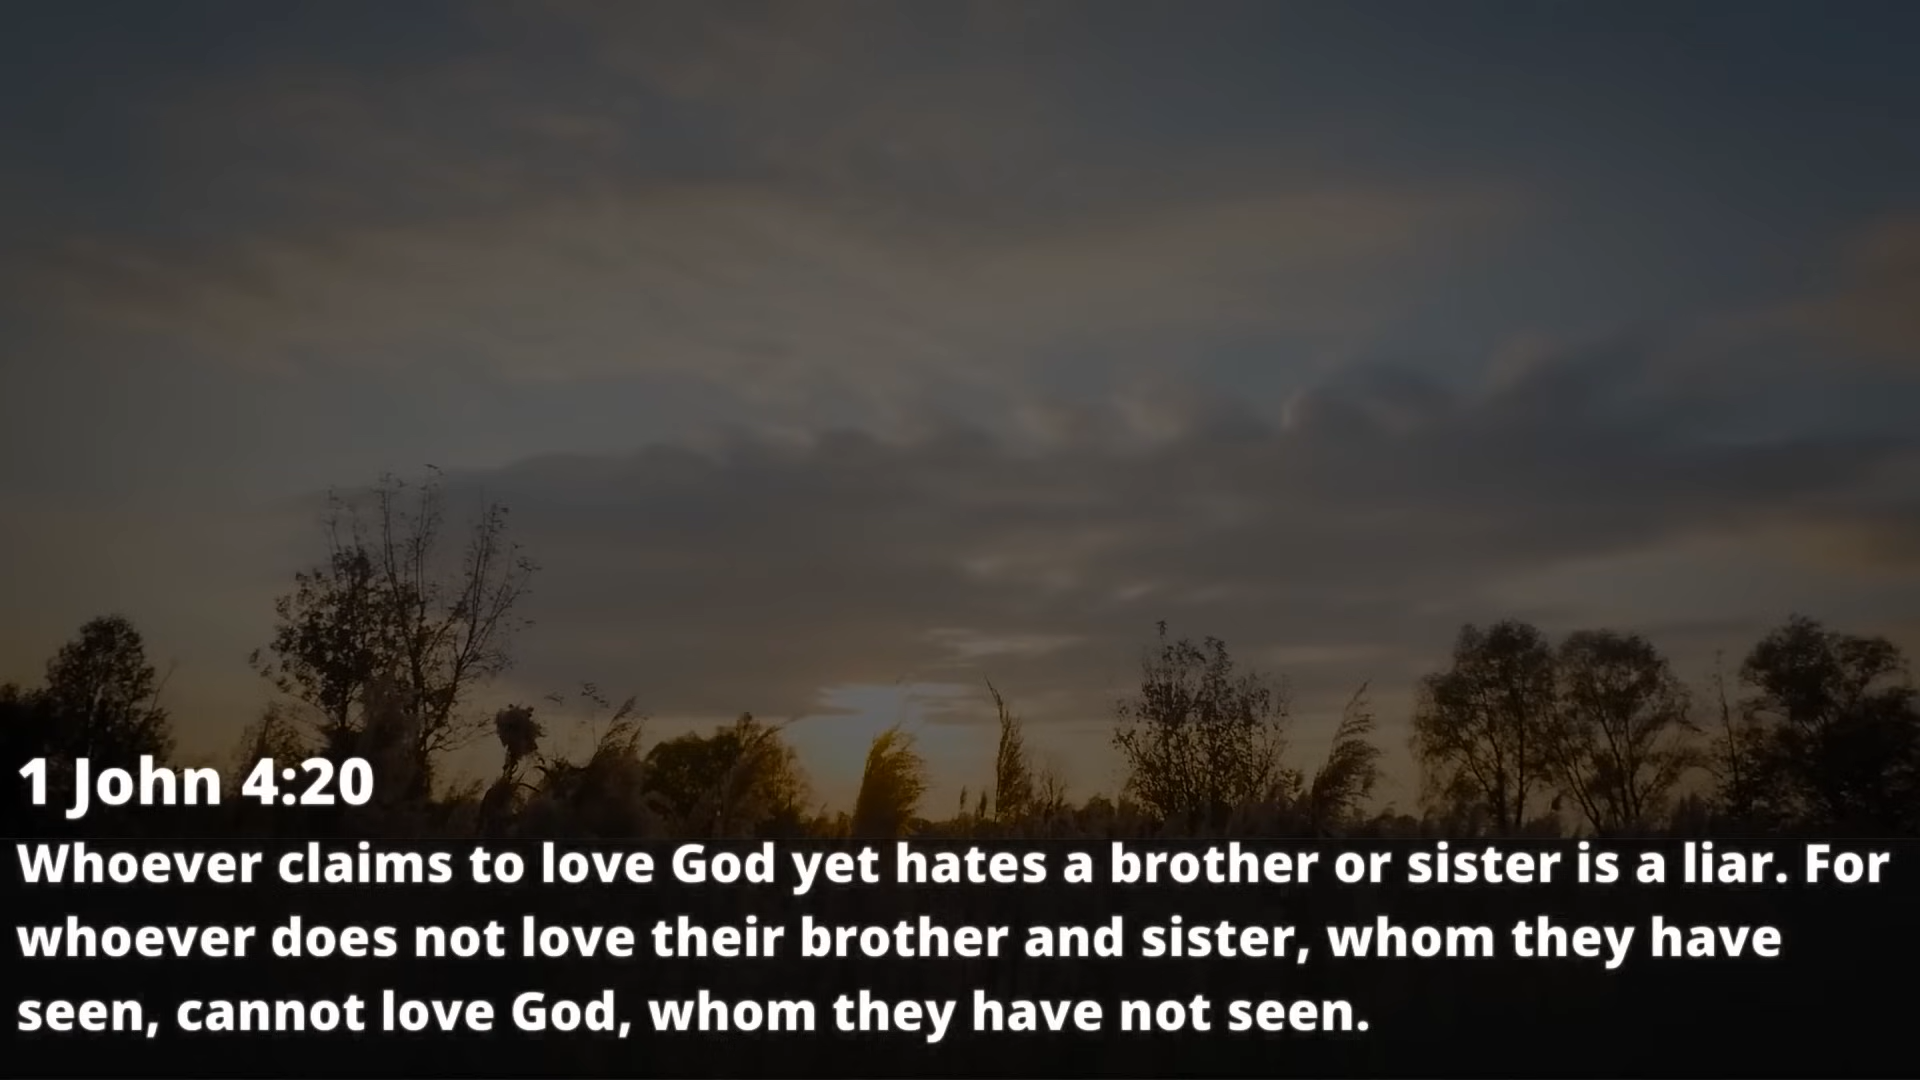 1 John 4:20
Whoever claims to love God yet hates a brother or sister is a liar. For
whoever does not love their brother and sister, whom they have
seen, cannot love God, whom they have not seen.